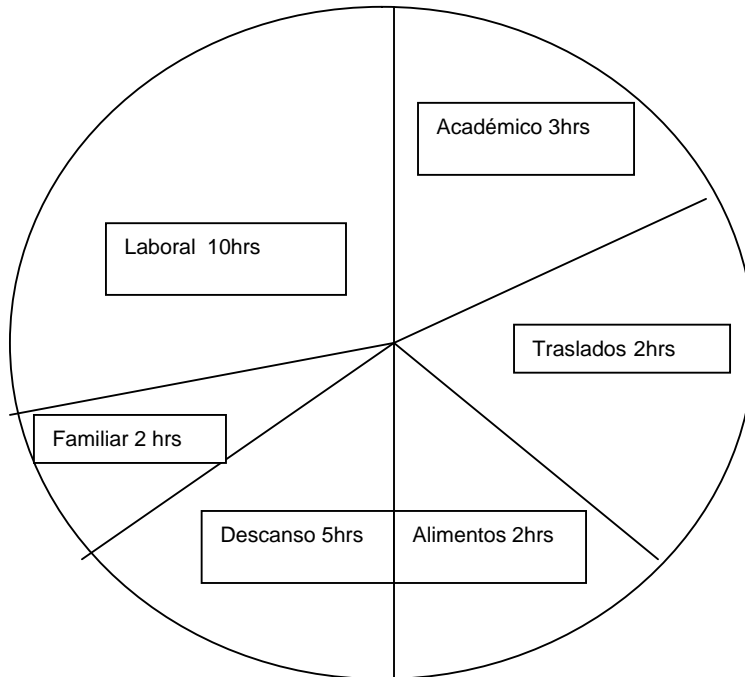 Académico 3hrs
Laboral  10hrs
Traslados 2hrs
Familiar 2 hrs
Descanso 5hrs
Alimentos 2hrs